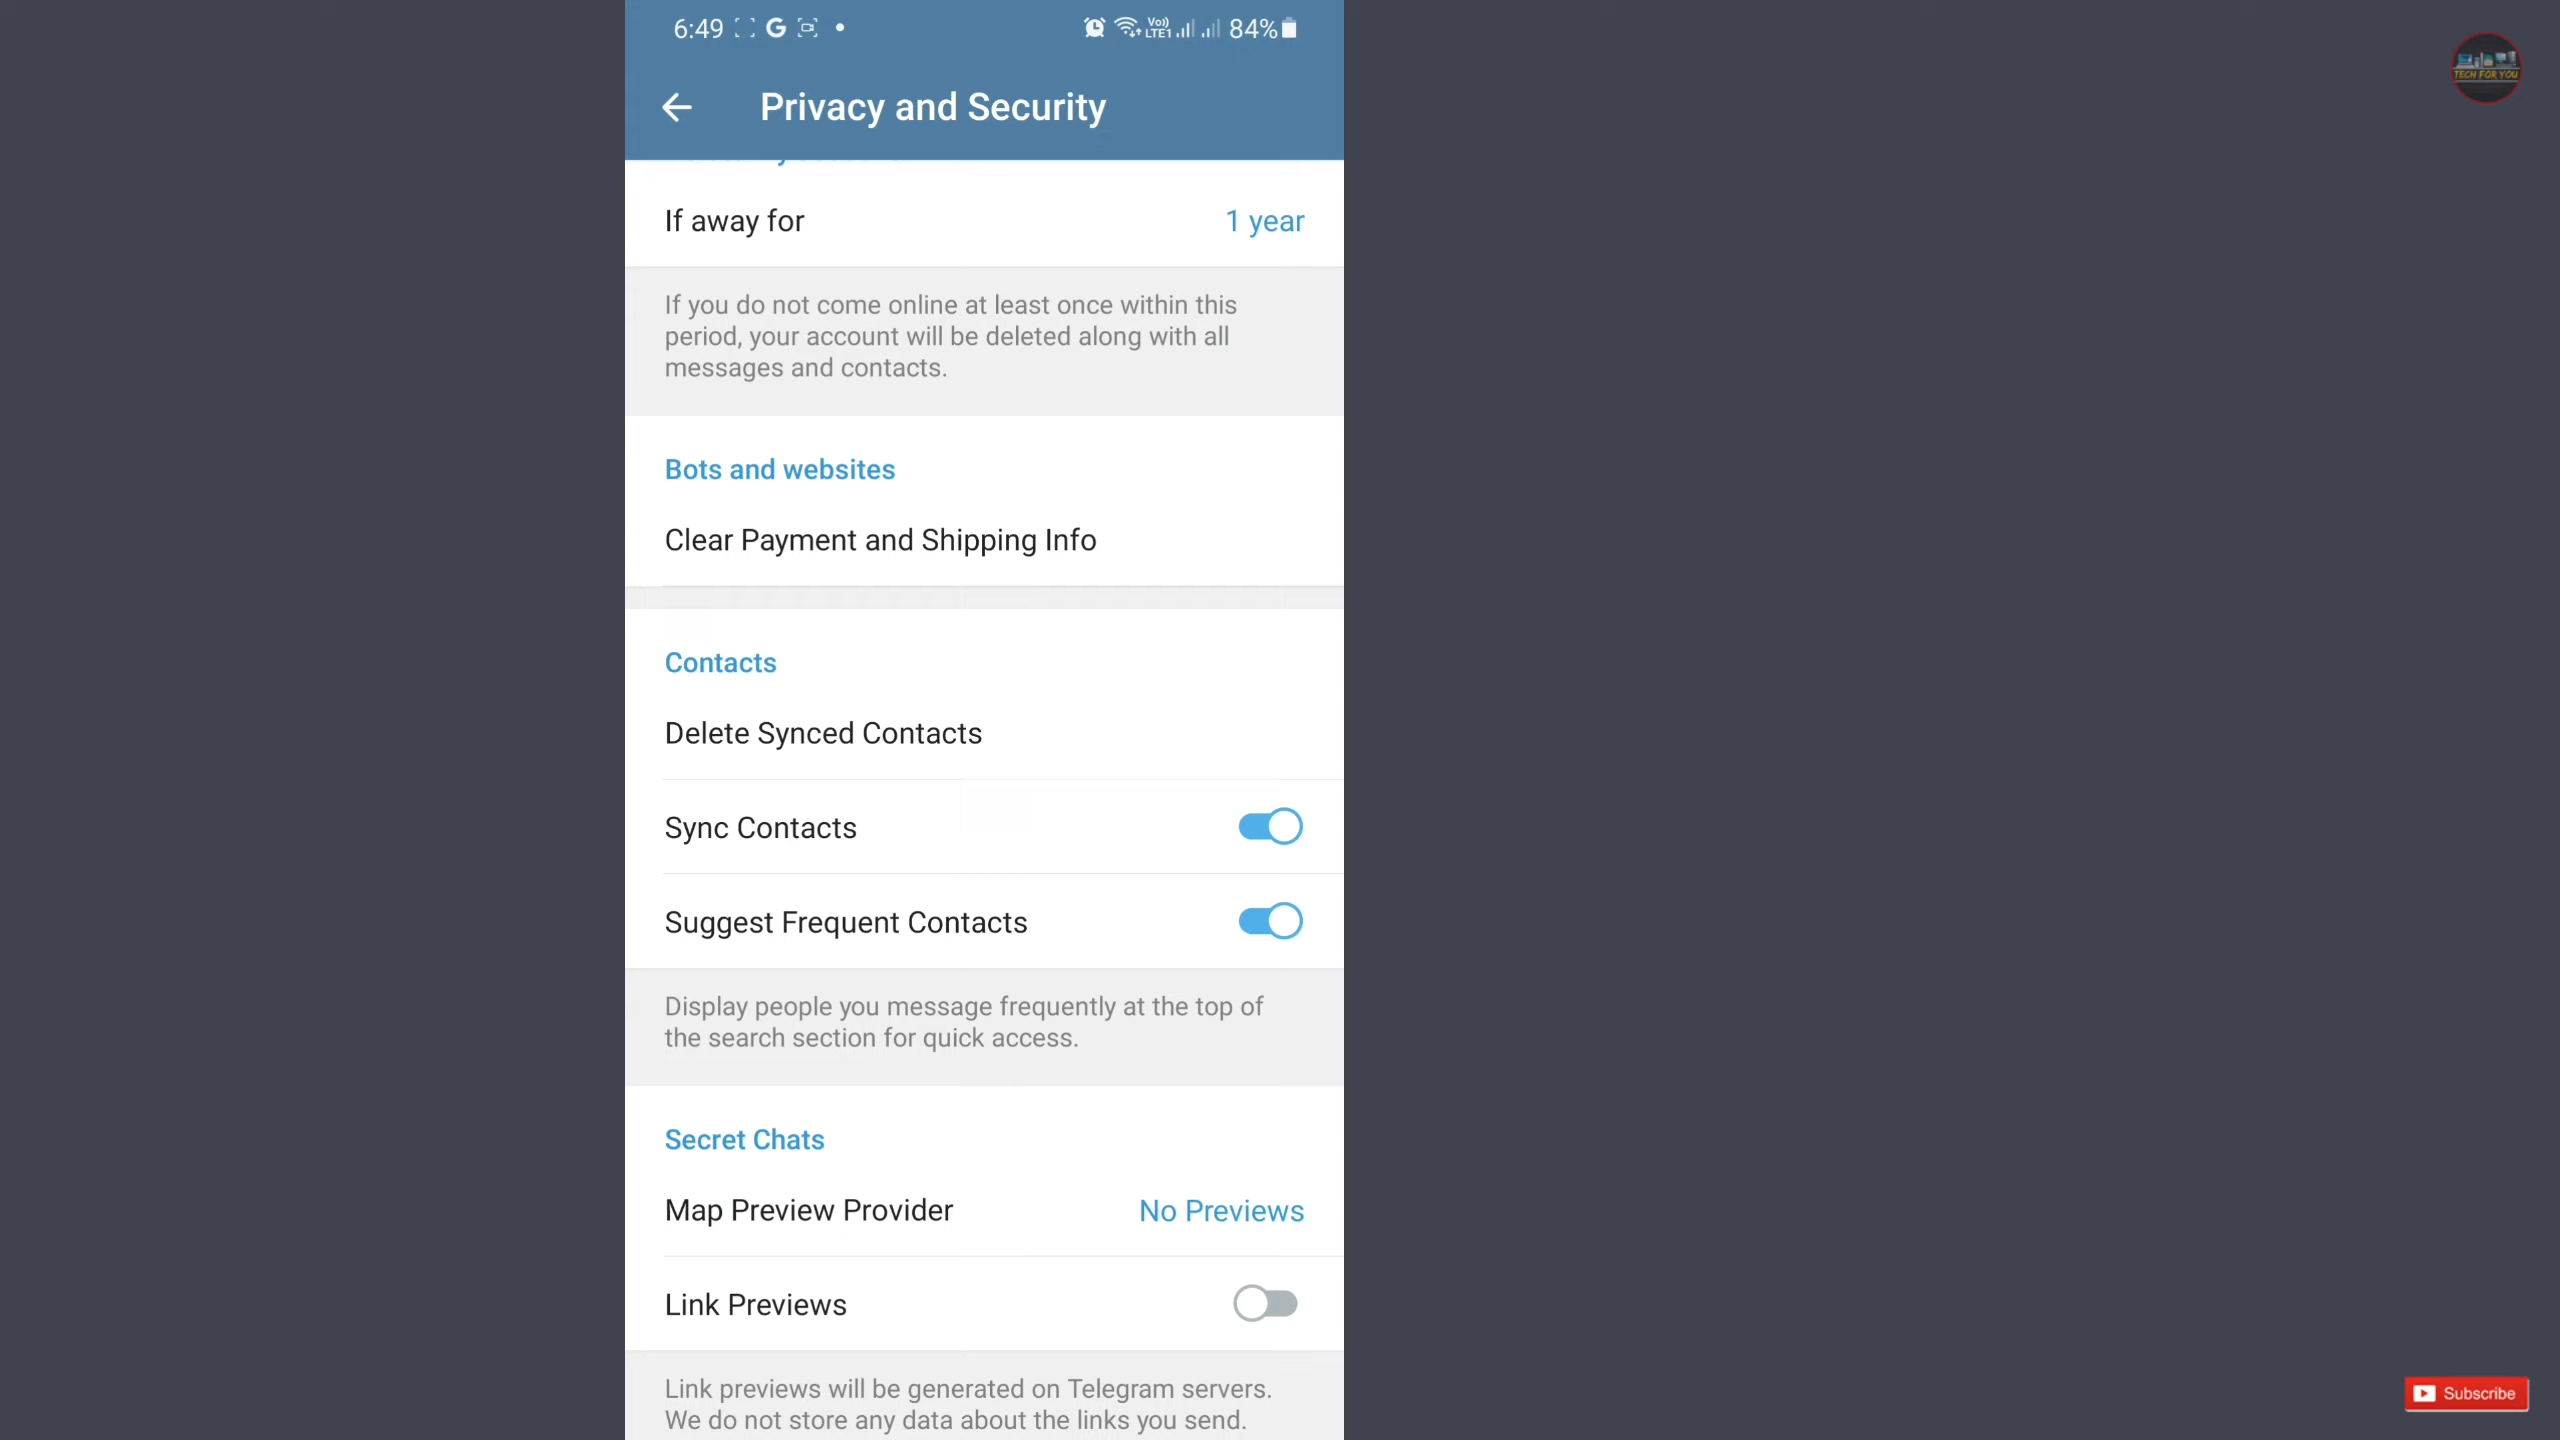 6:49
Vo)) LTE1 84%
TECH FOR YOU
Privacy and Security
If away for 1 year
If you do not come online at least once within this
period, your account will be deleted along with all
messages and contacts.
Bots and websites
Clear Payment and Shipping Info
Contacts
Delete Synced Contacts
Sync Contacts
Suggest Frequent Contacts
Display people you message frequently at the top of
the search section for quick access.
Secret Chats
Map Preview Provider No Previews
Link Previews
Link previews will be generated on Telegram servers.
We do not store any data about the links you send.
Subscribe